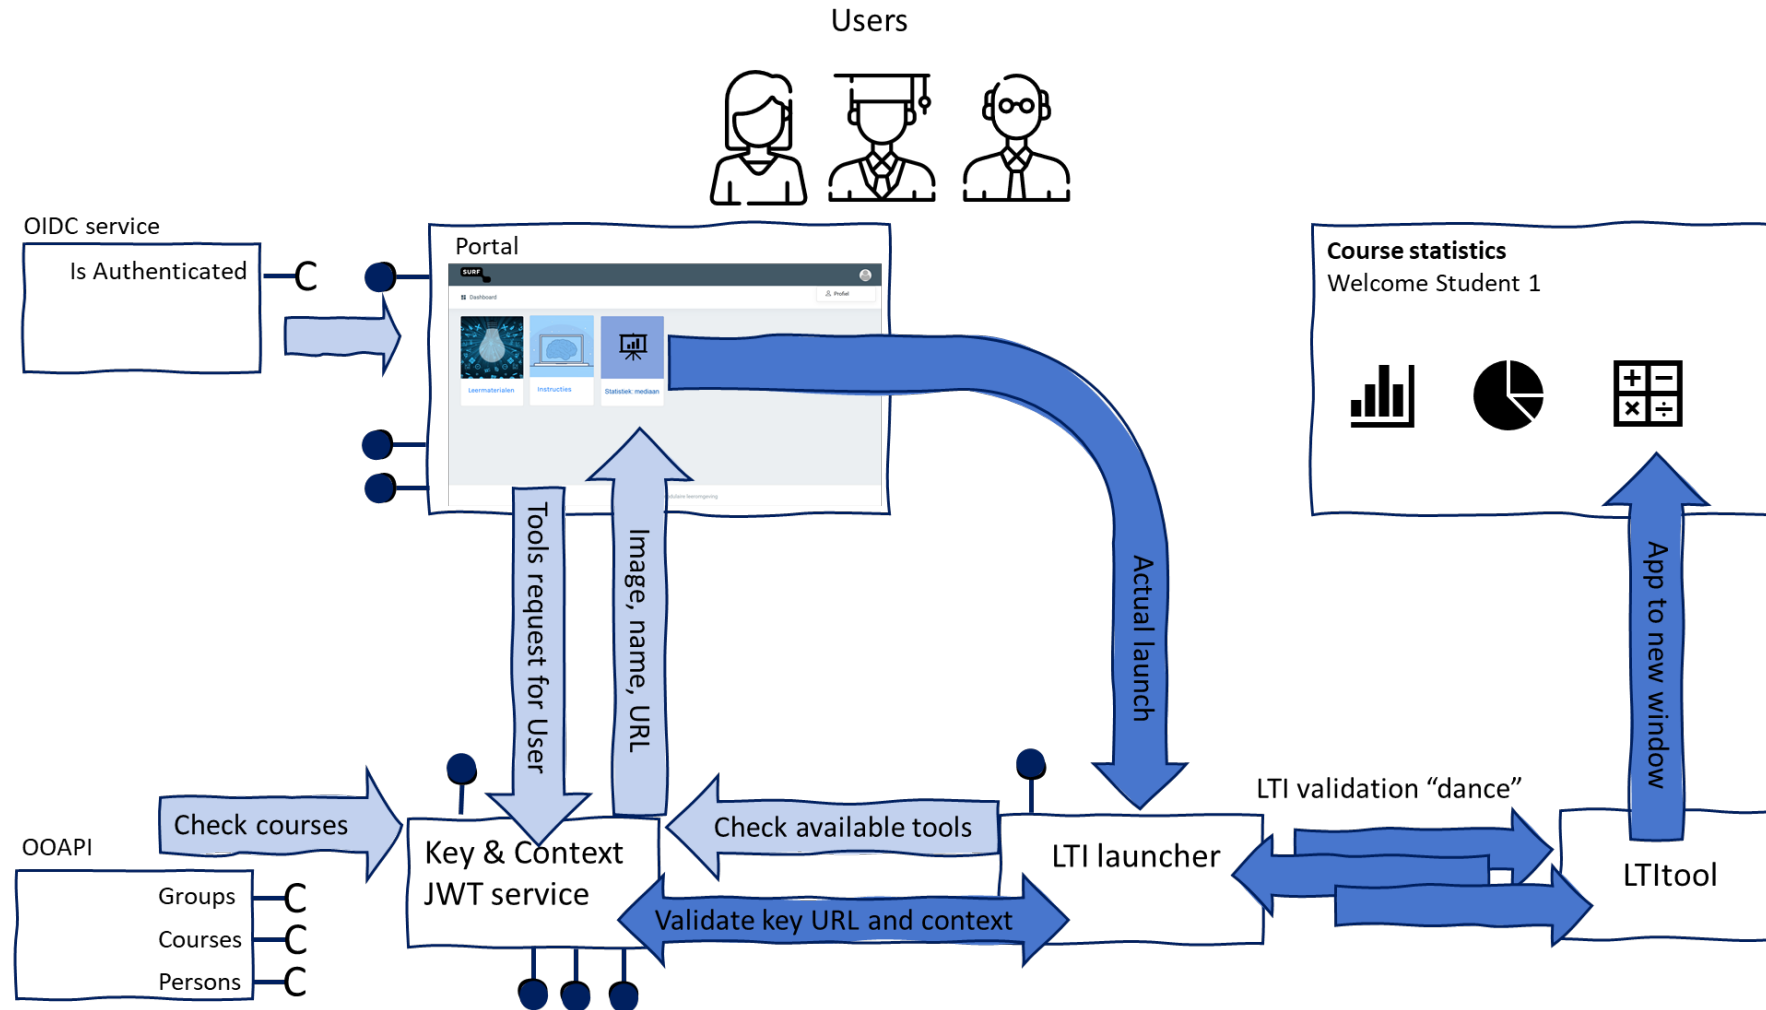 Users
OIDC service
Is Authenticated
Portal
SURF
Dashboard
Profiel
Leermaterialen
Instructies
Statistiek: mediaan
leeromgeving
Course statistics
Welcome Student 1
+ −
× ÷
Tools request for User
Image, name, URL
Actual launch
App to new window
Check courses
OOAPI
Groups
Courses
Persons
Key & Context
JWT service
Check available tools
Validate key URL and context
LTI launcher
LTI validation “dance”
LTItool